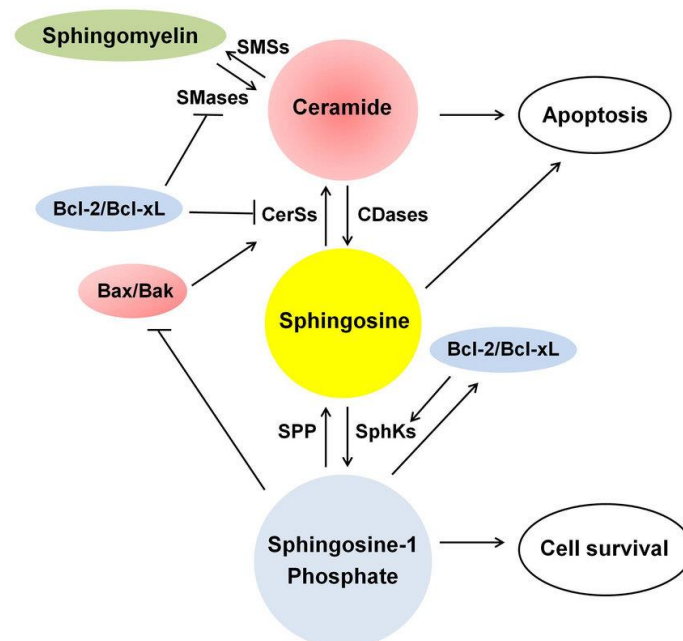 Sphingomyelin
SMSs
SMases
Ceramide
Apoptosis
Bcl-2/Bcl-xL
CerSs
CDases
Bax/Bak
Sphingosine
Bcl-2/Bcl-xL
SPP
SphKs
Sphingosine-1
Phosphate
Cell survival